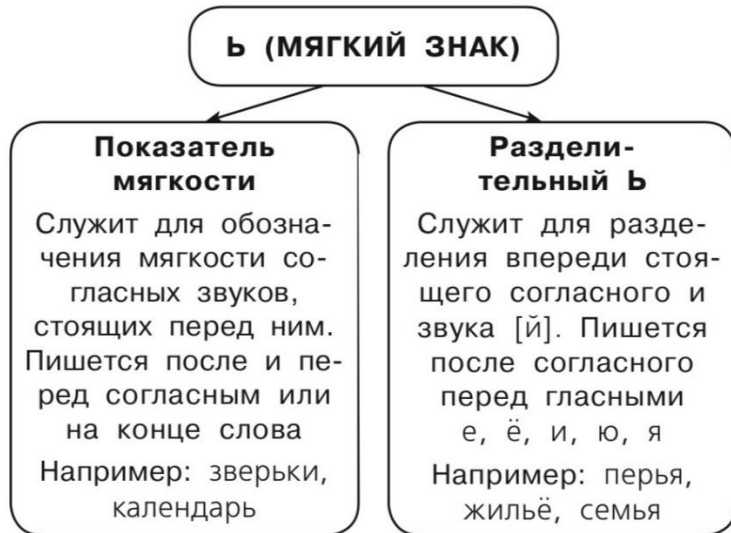 Ь (МЯГКИЙ ЗНАК)
Показатель
мягкости
Служит для обозна-
чения мягкости со-
гласных звуков,
стоящих перед ним.
Пишется после и пе-
ред согласным или
на конце слова
Например: зверьки,
календарь
Раздели-
тельный Ь
Служит для разде-
ления впереди стоя-
щего согласного и
звука [й]. Пишется
после согласного
перед гласными
е, ё, и, ю, я
Например: перья,
жильё, семья